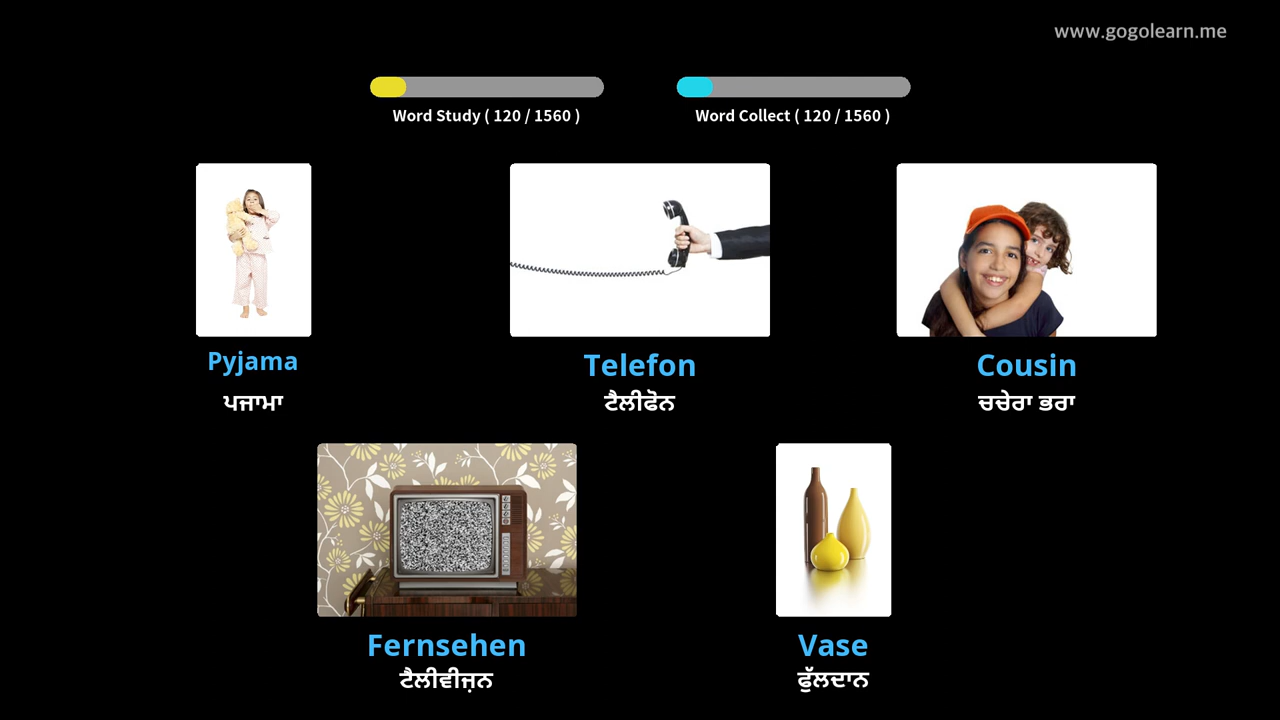 www.gogolearn.me
Word Study ( 120 / 1560 )
Word Collect ( 120 / 1560 )
Pyjama
ਪਜਾਮਾ
Telefon
ਟੈਲੀਫੋਨ
Cousin
ਚਚੇਰਾ ਭਰਾ
Fernsehen
ਟੈਲੀਵੀਜ਼ਨ
Vase
ਫੁੱਲਦਾਨ